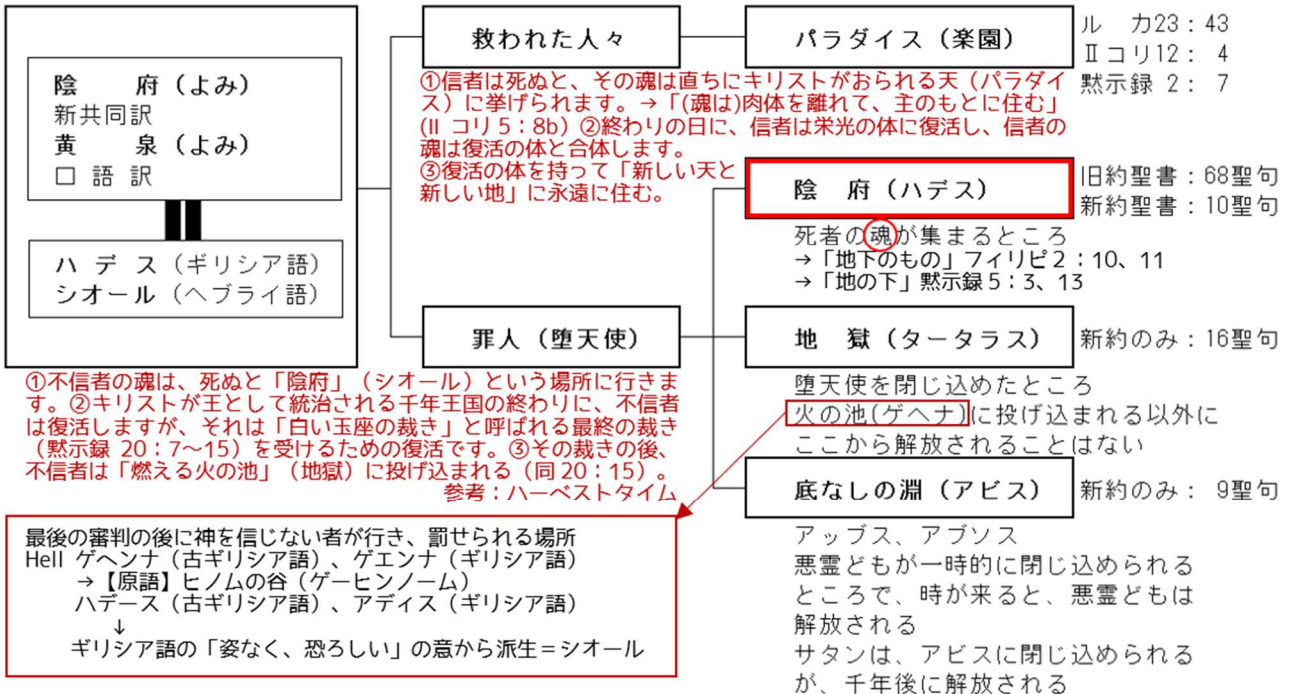 陰　　府（よみ）
新共同訳
黄　　泉（よみ）
口 語 訳
ハ デ ス（ギリシア語）
シオール（ヘブライ語）
救われた人々
パラダイス（楽園）
ル　カ23：43
Ⅱコリ12： 4
黙示録 2： 7
①信者は死ぬと、その魂は直ちにキリストがおられる天（パラダイ
ス）に挙げられます。→「(魂は)肉体を離れて、主のもとに住む」
(II コリ 5：8b）②終わりの日に、信者は栄光の体に復活し、信者の
魂は復活の体と合体します。
③復活の体を持って「新しい天と
新しい地」に永遠に住む。
陰　府（ハデス）
旧約聖書：68聖句
新約聖書：10聖句
死者の魂が集まるところ
→「地下のもの」フィリピ２：10、11
→「地の下」黙示録５：3、13
罪人（堕天使）
地　獄（タータラス）
新約のみ：16聖句
堕天使を閉じ込めたところ
火の池(ゲヘナ)に投げ込まれる以外に
ここから解放されることはない
①不信者の魂は、死ぬと「陰府」（シオール）という場所に行きま
す。②キリストが王として統治される千年王国の終わりに、不信者
は復活しますが、それは「白い玉座の裁き」と呼ばれる最終の裁き
（黙示録 20：7～15）を受けるための復活です。③その裁きの後、
不信者は「燃える火の池」（地獄）に投げ込まれる（同 20：15）。
参考：ハーベストタイム
底なしの淵（アビス）
新約のみ： 9聖句
アッブス、アブソス
悪霊どもが一時的に閉じ込められる
ところで、時が来ると、悪霊どもは
解放される
サタンは、アビスに閉じ込められる
が、千年後に解放される
最後の審判の後に神を信じない者が行き、罰せられる場所
Hell ゲヘンナ（古ギリシア語）、ゲエンナ（ギリシア語）
→【原語】ヒノムの谷（ゲーヒンノーム）
ハデース（古ギリシア語）、アディス（ギリシア語）
↓
ギリシア語の「姿なく、恐ろしい」の意から派生＝シオール